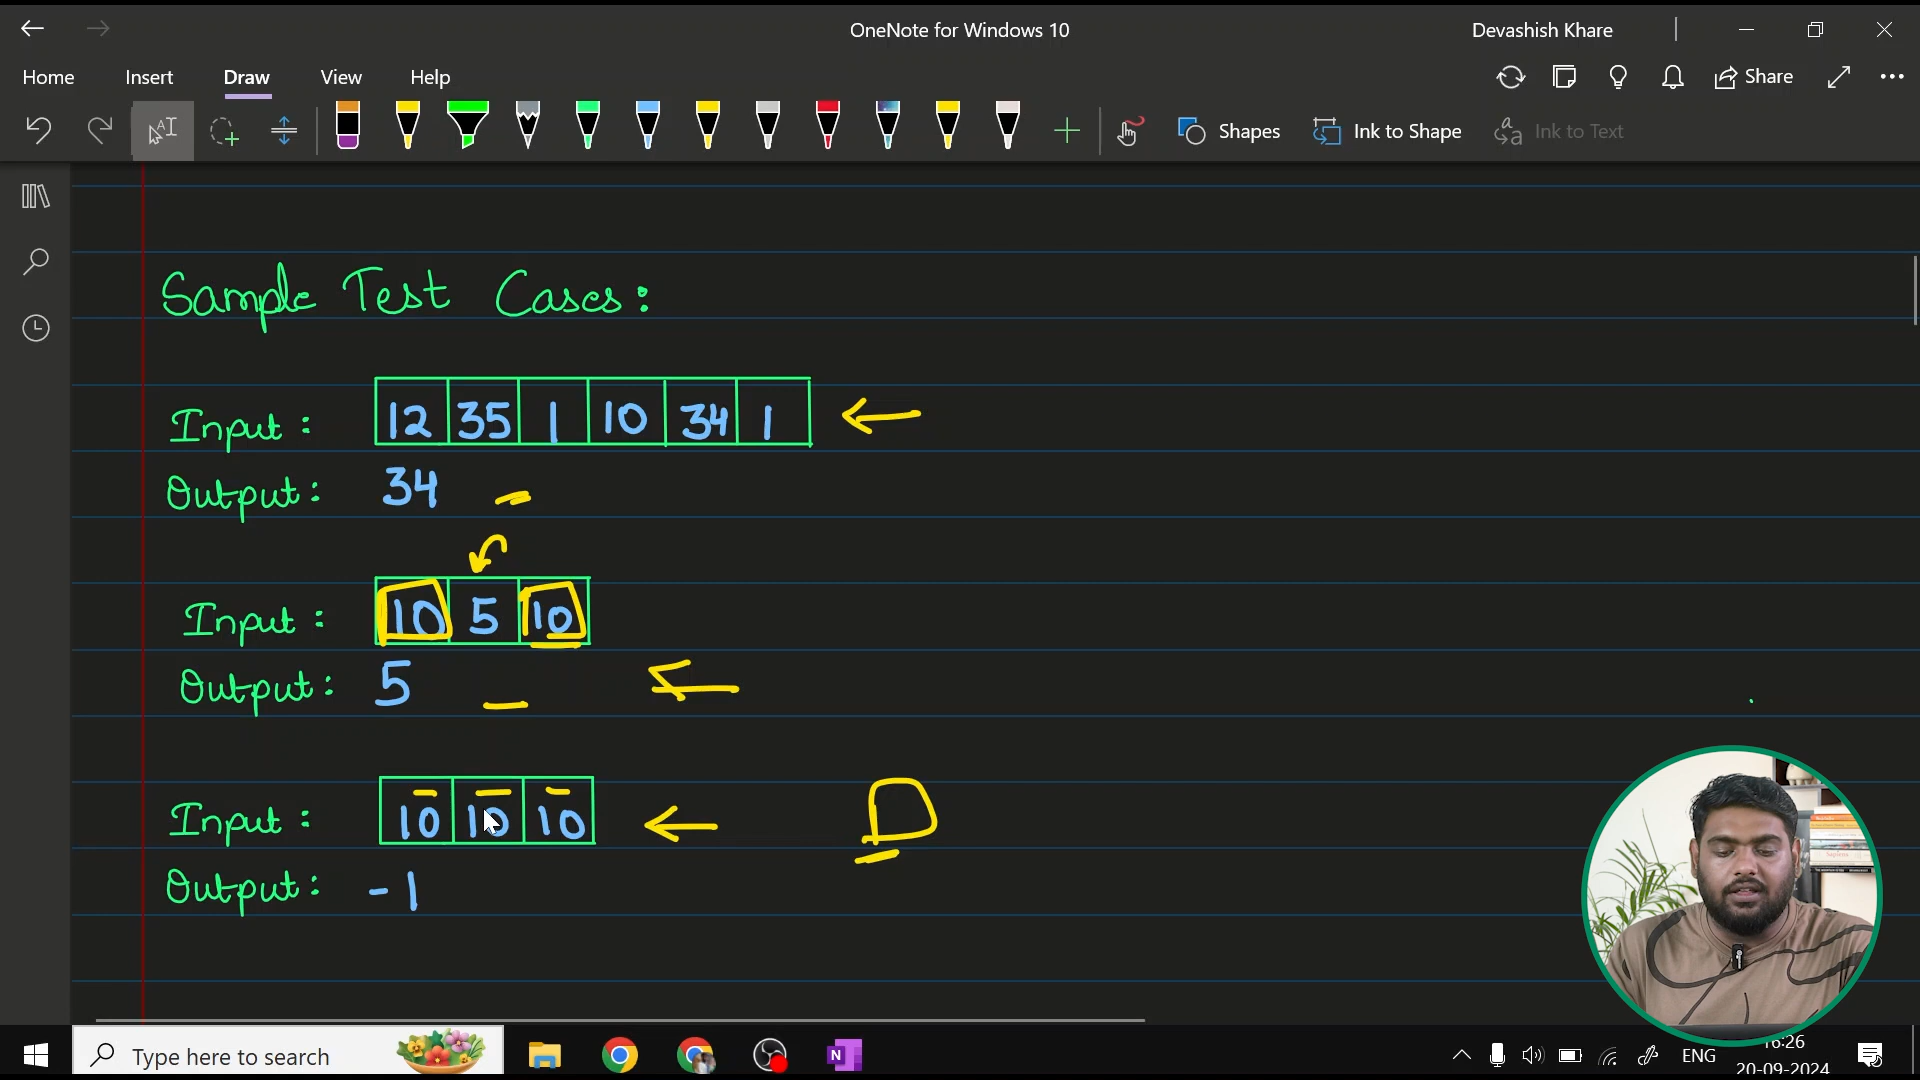 OneNote for Windows 10
Devashish Khare
Home Insert Draw View Help
Share
Shapes Ink to Shape Ink to Text
Sample Test Cases:
Input : 12 35 1 10 34 1
Output: 34
Input : 10 5 10
Output: 5
Input : 10 10 10
Output: -1
Type here to search
ENG
16:26
20-09-2024